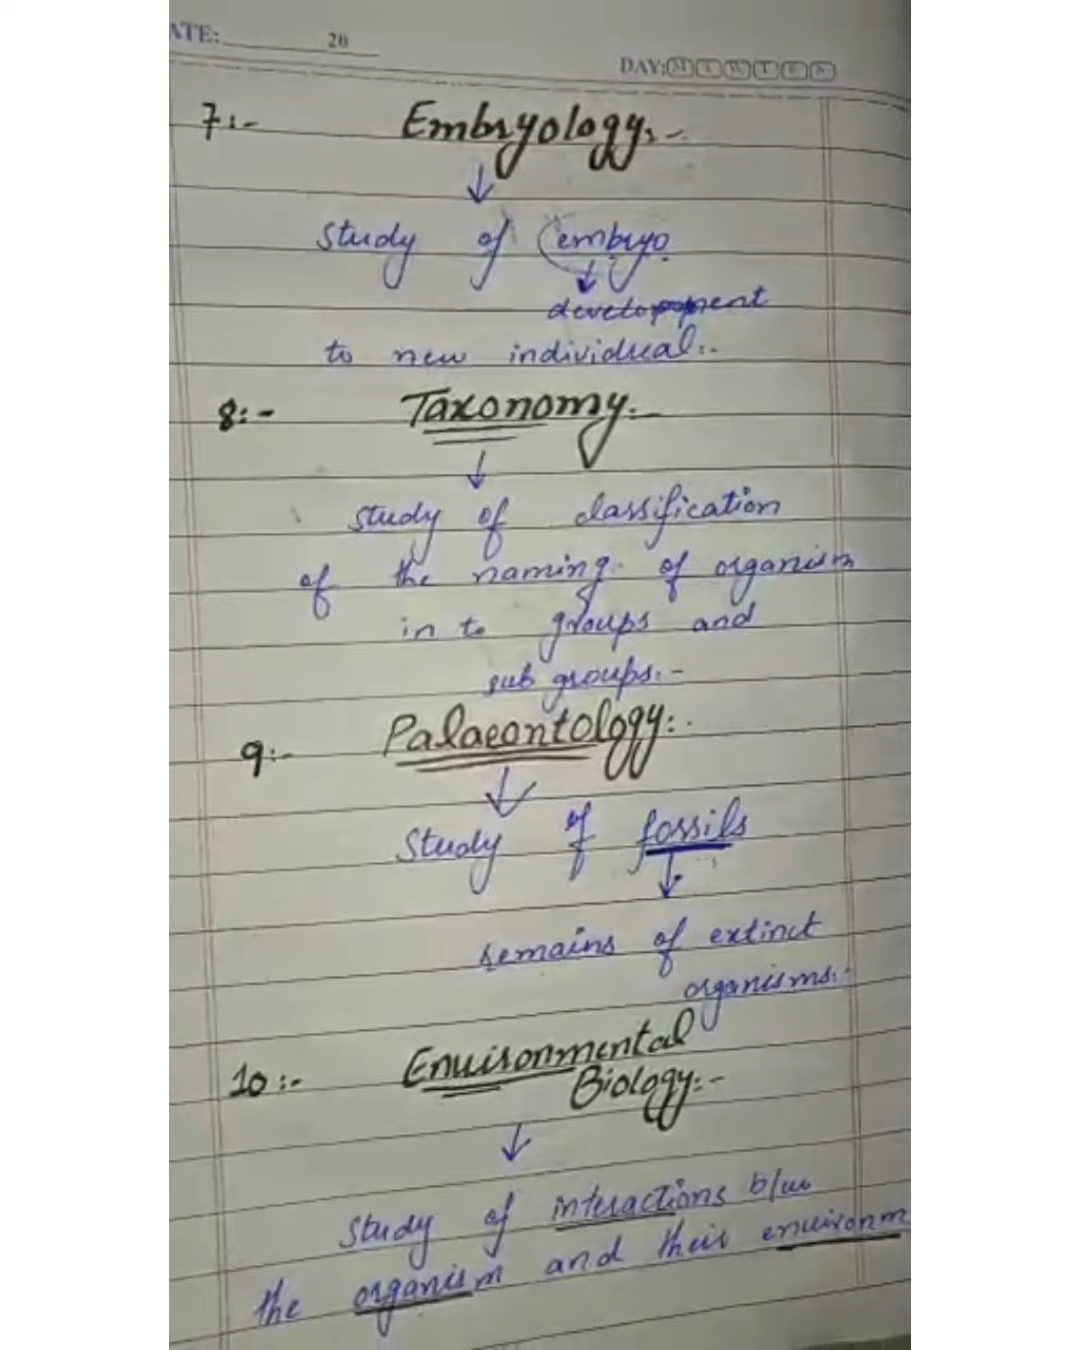 ATE: 20
DAY: M T W T F S
7:- Embryology:-
study of embryo
development
to new individual:-
8:- Taxonomy:-
study of classification
of the naming of organism
in to groups and
sub groups:-
9:- Palaeontology:-
Study of fossils
remains of extinct
organisms:-
10:- Environmental
Biology:-
study of interactions b/w
the organism and their environm